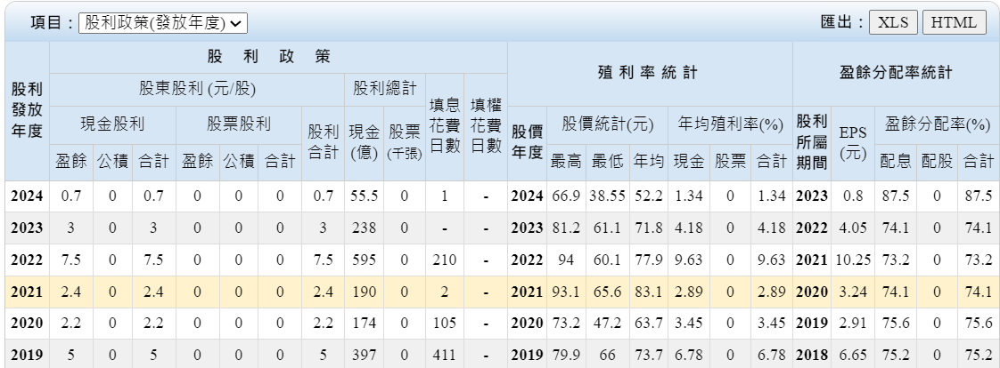 項目： 股利政策(發放年度) 匯出： XLS HTML
股利發放年度 股 利 政 策 殖 利 率 統 計 盈餘分配率統計
股東股利 (元/股) 股利總計 填息花費日數 填權花費日數
現金股利 股票股利 股利合計 現金(億) 股票(千張) 股價年度 股價統計(元) 年均殖利率(%) 股利所屬期間 EPS(元) 盈餘分配率(%)
盈餘 公積 合計 盈餘 公積 合計 最高 最低 年均 現金 股票 合計 配息 配股 合計
2024 0.7 0 0.7 0 0 0 0.7 55.5 0 1 - 2024 66.9 38.55 52.2 1.34 0 1.34 2023 0.8 87.5 0 87.5
2023 3 0 3 0 0 0 3 238 0 - - 2023 81.2 61.1 71.8 4.18 0 4.18 2022 4.05 74.1 0 74.1
2022 7.5 0 7.5 0 0 0 7.5 595 0 210 - 2022 94 60.1 77.9 9.63 0 9.63 2021 10.25 73.2 0 73.2
2021 2.4 0 2.4 0 0 0 2.4 190 0 2 - 2021 93.1 65.6 83.1 2.89 0 2.89 2020 3.24 74.1 0 74.1
2020 2.2 0 2.2 0 0 0 2.2 174 0 105 - 2020 73.2 47.2 63.7 3.45 0 3.45 2019 2.91 75.6 0 75.6
2019 5 0 5 0 0 0 5 397 0 411 - 2019 79.9 66 73.7 6.78 0 6.78 2018 6.65 75.2 0 75.2